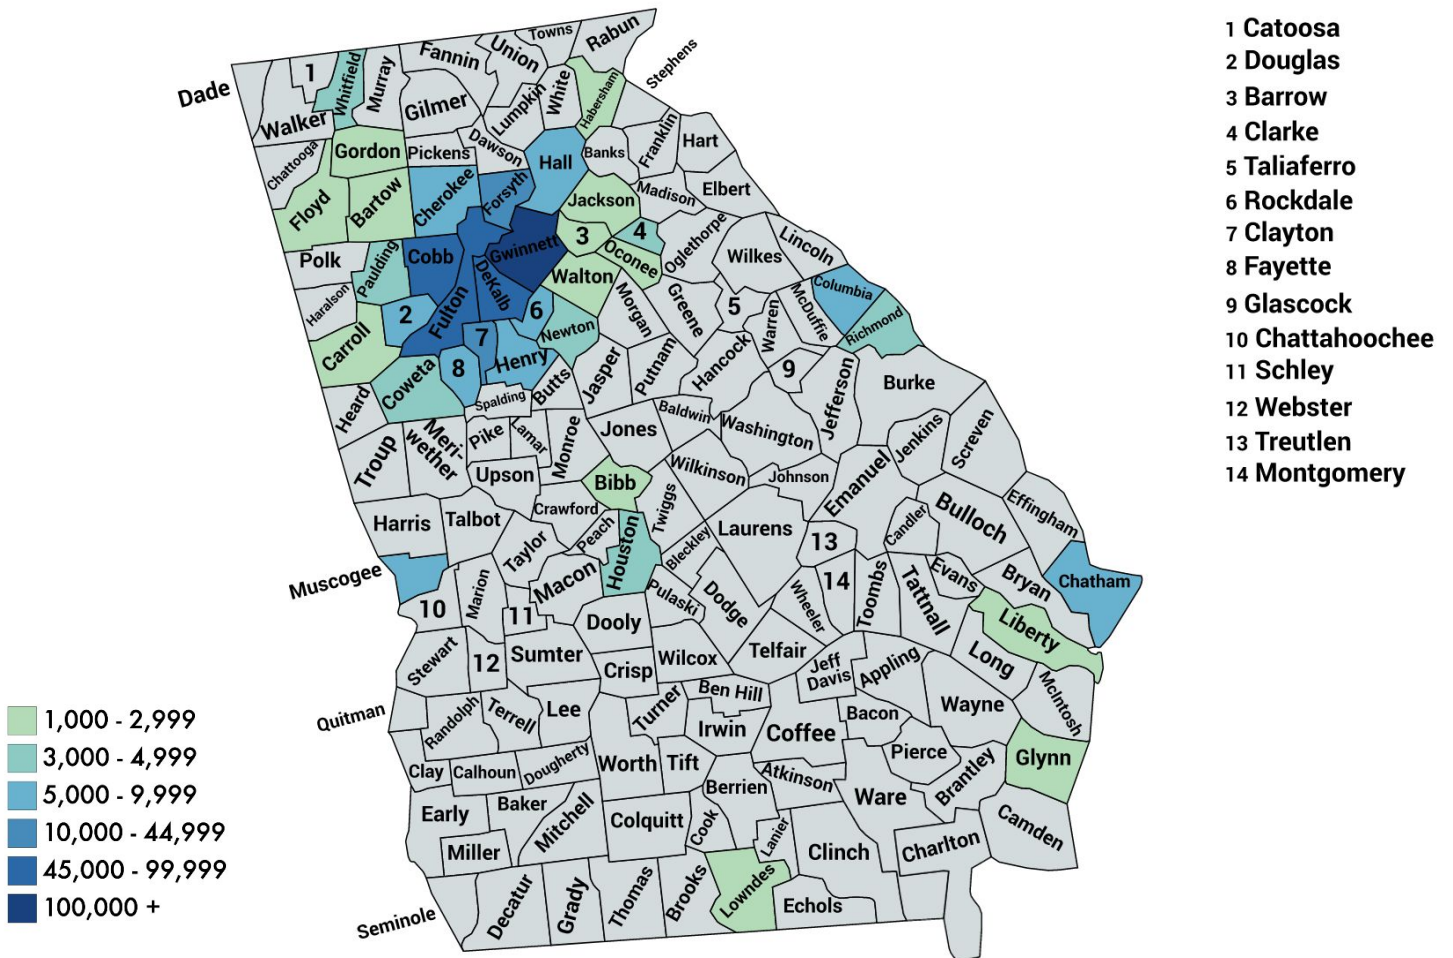 Dade
1
Whitfield
Murray
Fannin
Union
Towns
Rabun
Stephens
Walker
Gilmer
Lumpkin
White
Habersham
Chattooga
Gordon
Pickens
Dawson
Hall
Banks
Franklin
Hart
Floyd
Bartow
Cherokee
Forsyth
Jackson
Madison
Elbert
Polk
Paulding
Cobb
Gwinnett
3
4
Oconee
Oglethorpe
Wilkes
Lincoln
Haralson
2
Fulton
DeKalb
Walton
6
Newton
Morgan
Greene
5
Warren
McDuffie
Columbia
Richmond
Carroll
8
7
Henry
Butts
Jasper
Putnam
Hancock
9
Jefferson
Burke
Heard
Coweta
Spalding
Troup
Meri-
wether
Pike
Lamar
Monroe
Jones
Baldwin
Washington
Jenkins
Screven
Upson
Bibb
Twiggs
Wilkinson
Johnson
Emanuel
Harris
Talbot
Crawford
Peach
Taylor
Houston
Bleckley
Laurens
13
Candler
Bulloch
Effingham
Muscogee
10
Marion
11
Macon
Pulaski
Dodge
Wheeler
14
Toombs
Tattnall
Evans
Bryan
Chatham
Dooly
Stewart
12
Sumter
Crisp
Wilcox
Telfair
Jeff
Davis
Appling
Long
Liberty
McIntosh
Quitman
Randolph
Terrell
Lee
Turner
Ben Hill
Irwin
Coffee
Bacon
Wayne
Clay
Calhoun
Dougherty
Worth
Tift
Berrien
Atkinson
Pierce
Brantley
Glynn
Early
Baker
Mitchell
Colquitt
Cook
Lanier
Ware
Camden
Miller
Clinch
Charlton
Seminole
Decatur
Grady
Thomas
Brooks
Lowndes
Echols
1 Catoosa
2 Douglas
3 Barrow
4 Clarke
5 Taliaferro
6 Rockdale
7 Clayton
8 Fayette
9 Glascock
10 Chattahoochee
11 Schley
12 Webster
13 Treutlen
14 Montgomery
1,000 - 2,999
3,000 - 4,999
5,000 - 9,999
10,000 - 44,999
45,000 - 99,999
100,000 +